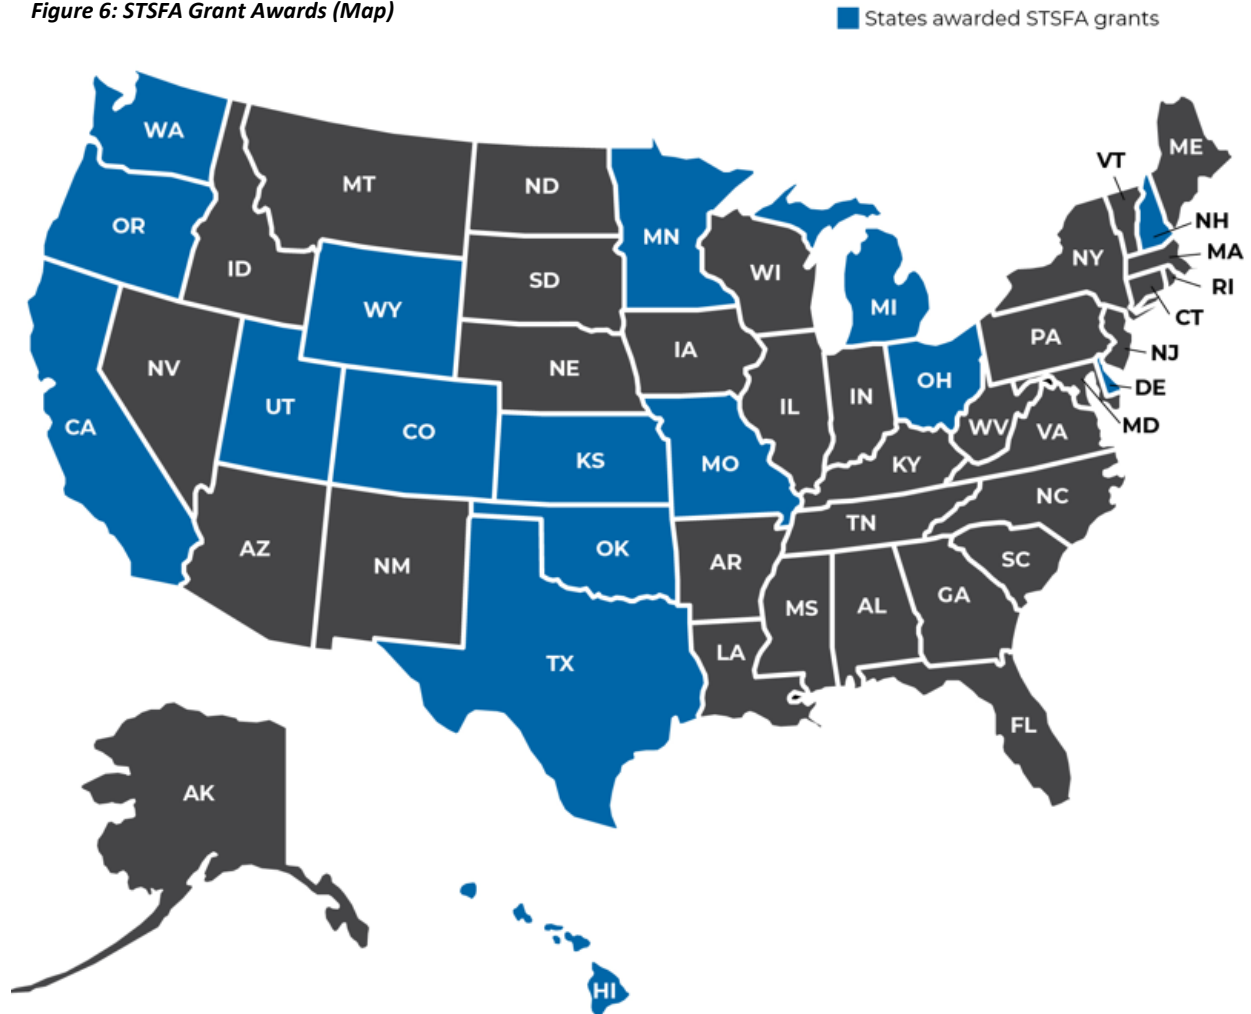 Figure 6: STSFA Grant Awards (Map)
States awarded STSFA grants
WA
MT
ND
MN
OR
ID
SD
WI
WY
MI
NV
UT
CO
NE
IA
CA
KS
MO
IL
IN
OH
PA
NY
VT
ME
NH
MA
RI
CT
NJ
DE
MD
WV
VA
KY
NC
TN
SC
AZ
NM
OK
AR
MS
AL
GA
LA
TX
FL
AK
HI